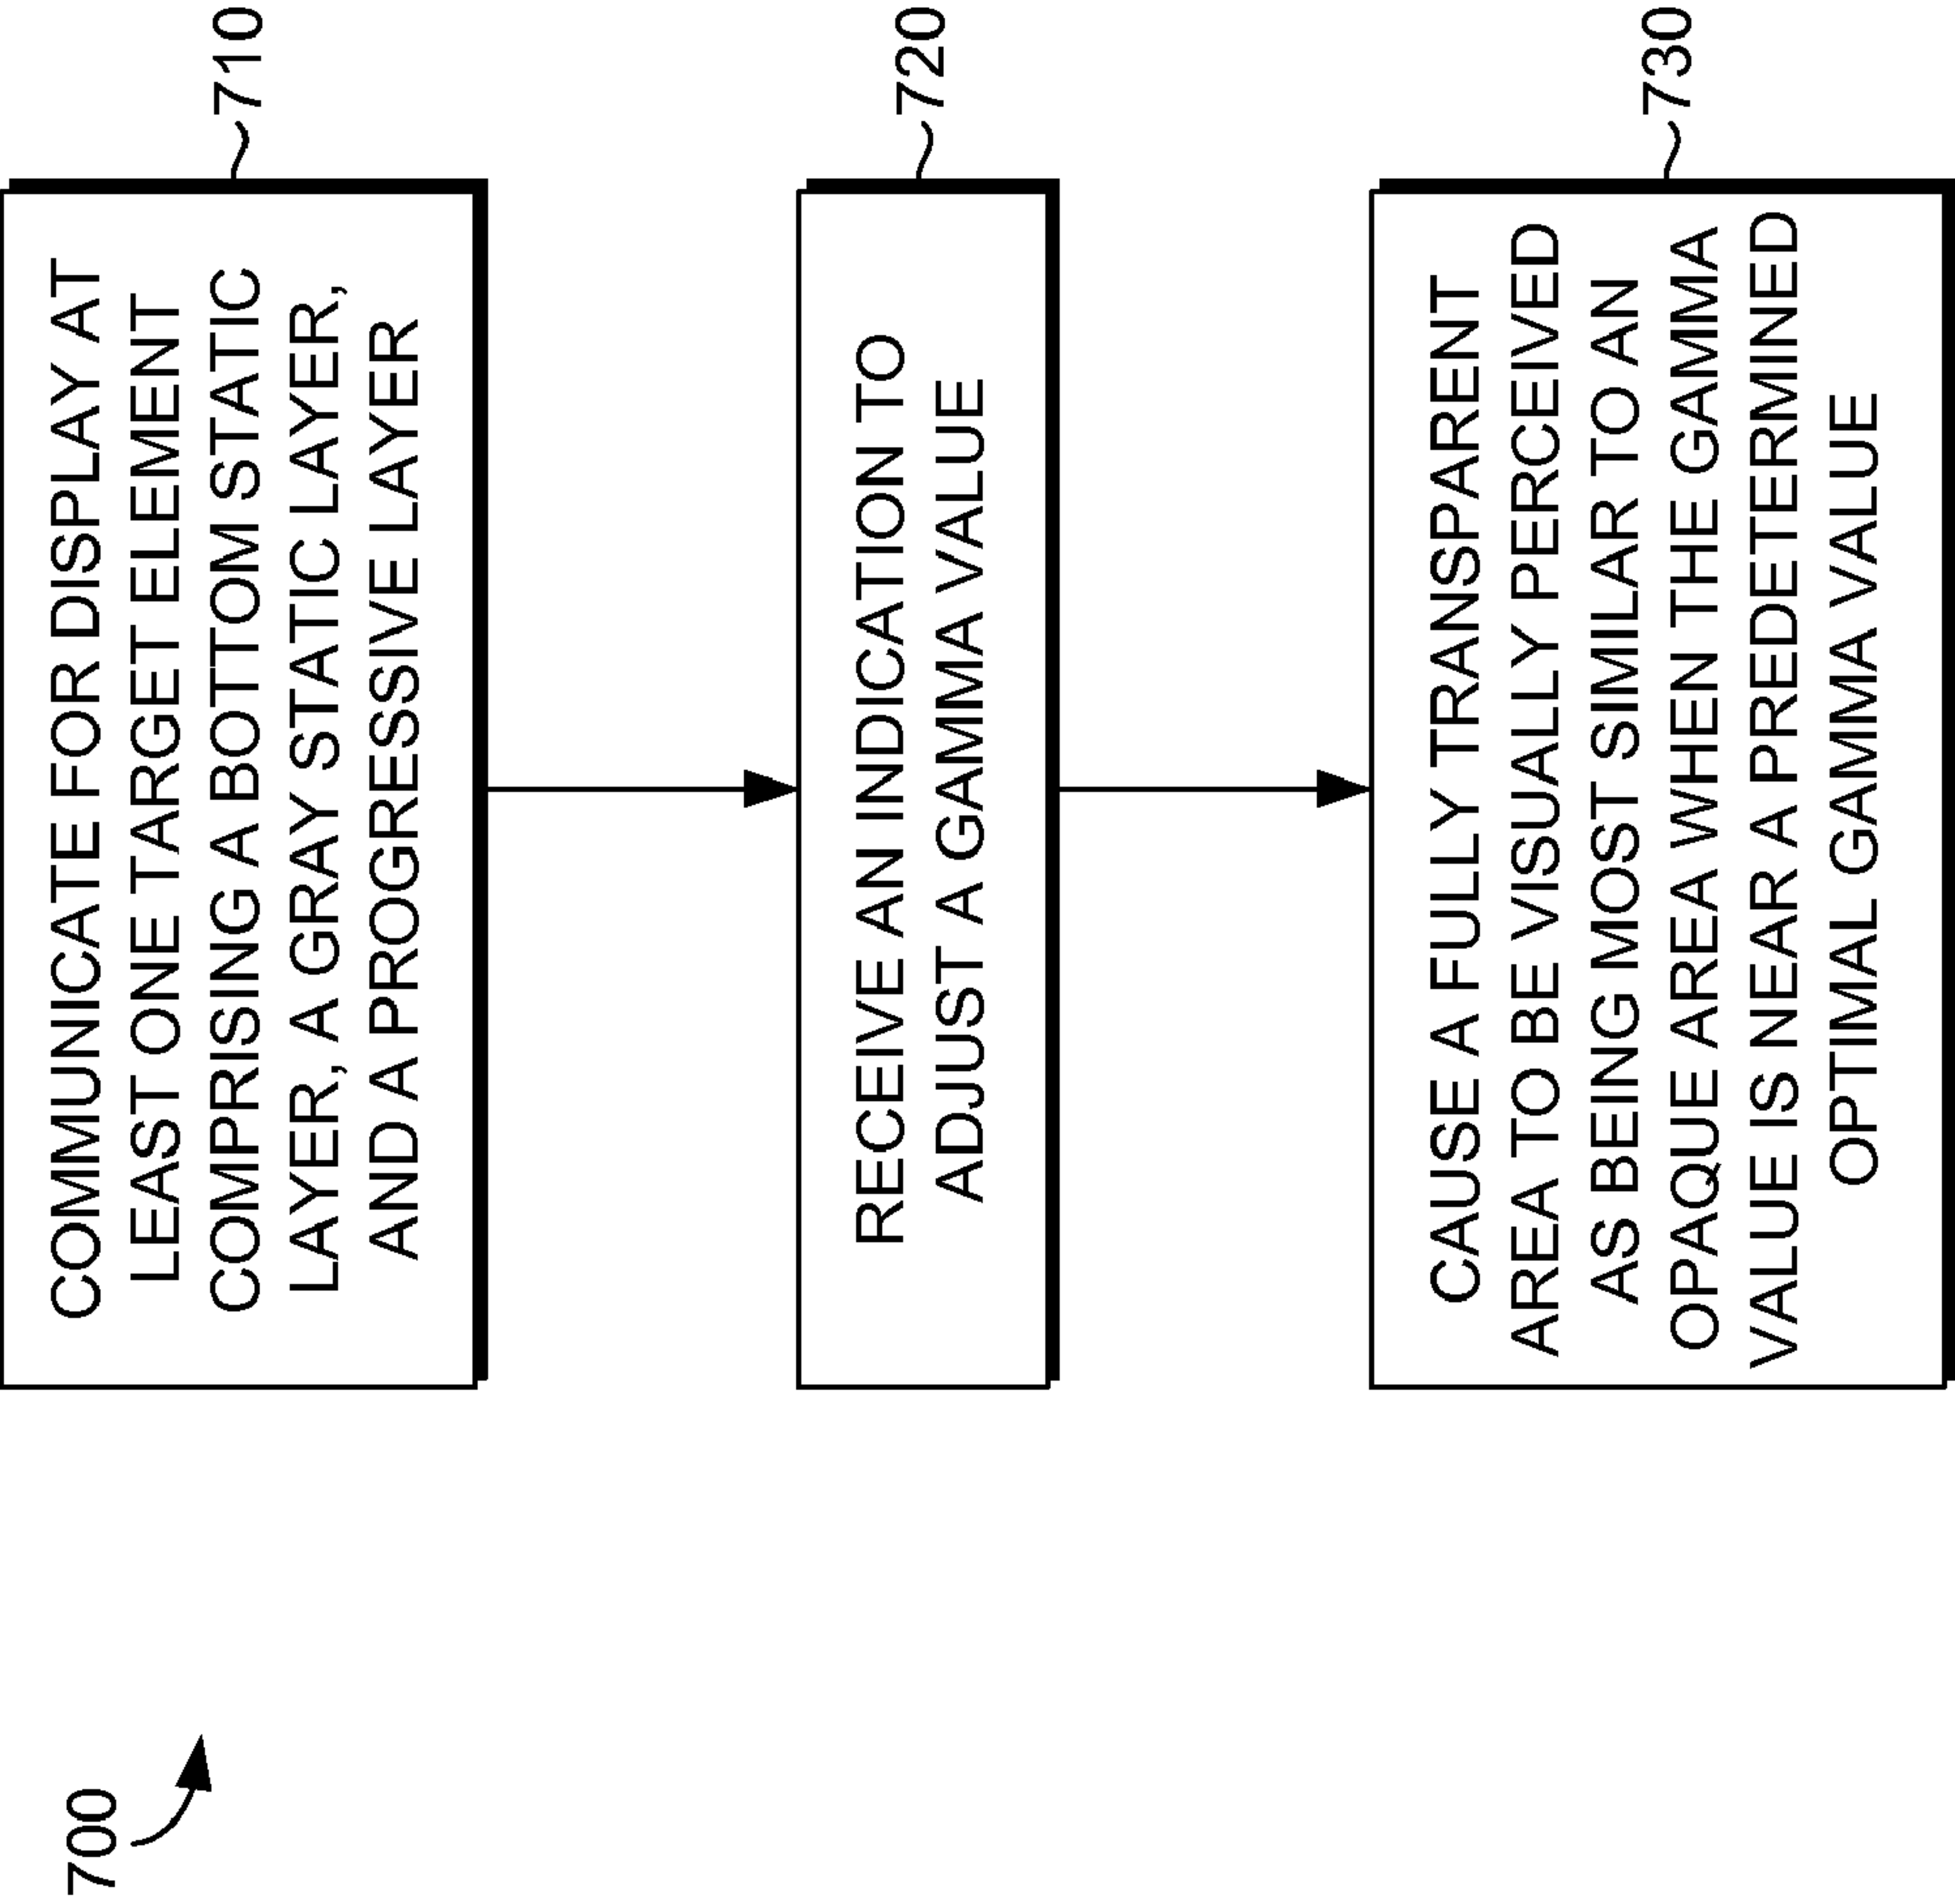 700
COMMUNICATE FOR DISPLAY AT
LEAST ONE TARGET ELEMENT
COMPRISING A BOTTOM STATIC
LAYER, A GRAY STATIC LAYER,
AND A PROGRESSIVE LAYER
710
RECEIVE AN INDICATION TO
ADJUST A GAMMA VALUE
720
CAUSE A FULLY TRANSPARENT
AREA TO BE VISUALLY PERCEIVED
AS BEING MOST SIMILAR TO AN
OPAQUE AREA WHEN THE GAMMA
VALUE IS NEAR A PREDETERMINED
OPTIMAL GAMMA VALUE
730